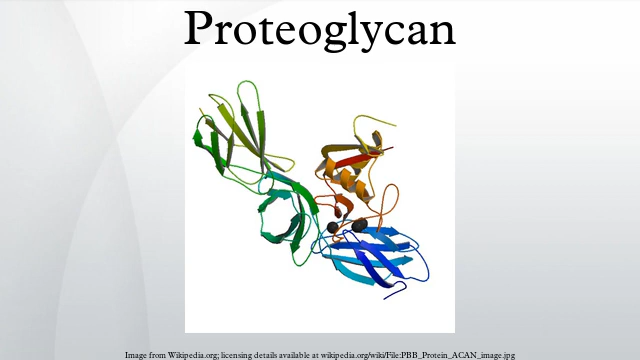 Proteoglycan
Image from Wikipedia.org; licensing details available at wikipedia.org/wiki/File:PBB_Protein_ACAN_image.jpg